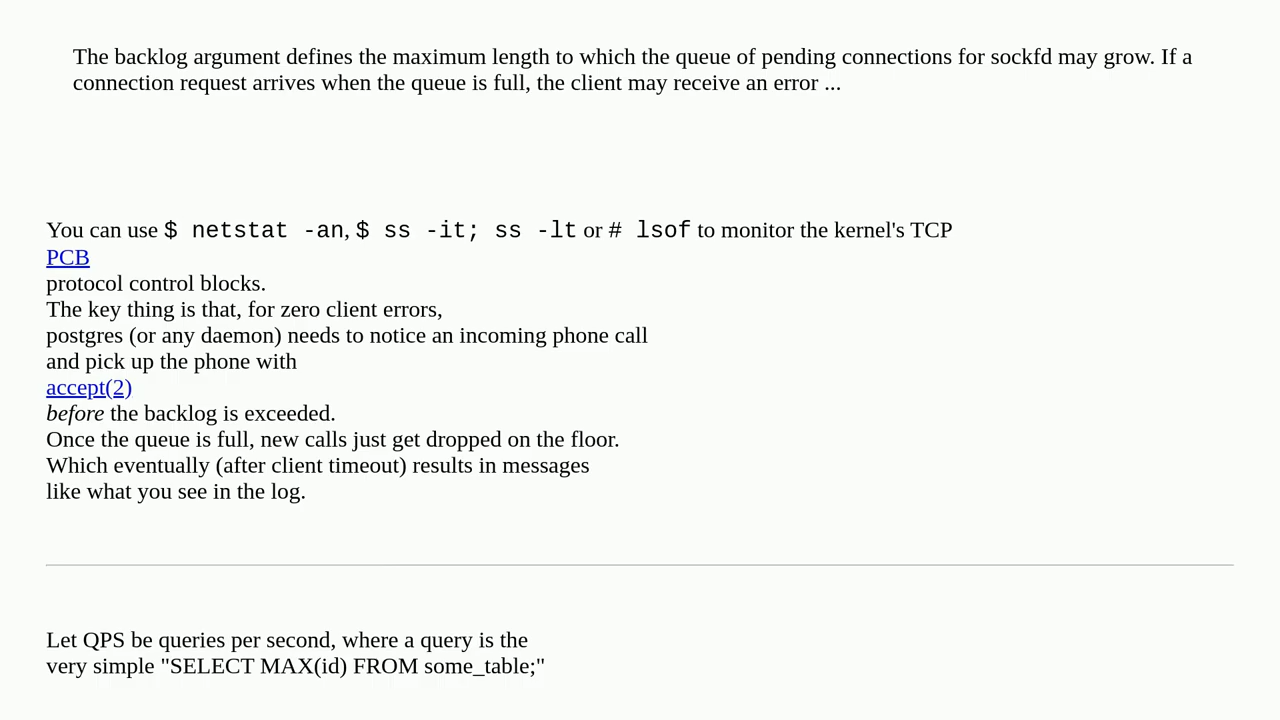 The backlog argument defines the maximum length to which the queue of pending connections for sockfd may grow. If a
connection request arrives when the queue is full, the client may receive an error ...
You can use $ netstat -an, $ ss -it; ss -lt or # lsof to monitor the kernel's TCP
PCB
protocol control blocks.
The key thing is that, for zero client errors,
postgres (or any daemon) needs to notice an incoming phone call
and pick up the phone with
accept(2)
before the backlog is exceeded.
Once the queue is full, new calls just get dropped on the floor.
Which eventually (after client timeout) results in messages
like what you see in the log.
Let QPS be queries per second, where a query is the
very simple "SELECT MAX(id) FROM some_table;"